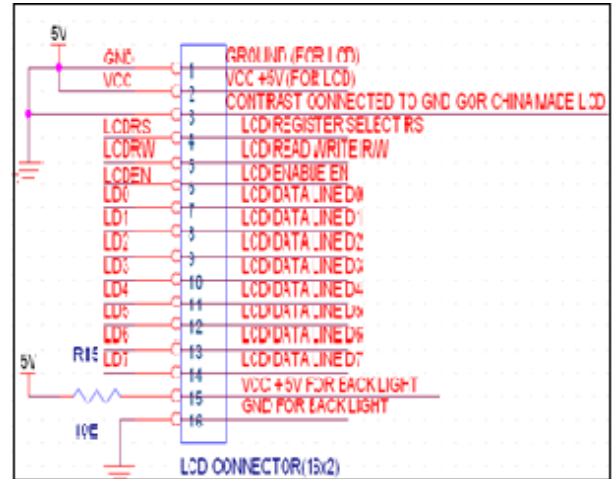 5V
GND GROUND (FOR LCD)
1
VCC VCC +5V (FOR LCD)
2
CONTRAST CONNECTED TO GND GOR CHINA MADE LCD
3
LCDRS LCD REGISTER SELECT RS
4
LCDRW LCD READ WRITE R/W
5
LCDEN LCD ENABLE EN
6
LD0 LCD DATA LINE D0
7
LD1 LCD DATA LINE D1
8
LD2 LCD DATA LINE D2
9
LD3 LCD DATA LINE D3
10
LD4 LCD DATA LINE D4
11
LD5 LCD DATA LINE D5
12
LD6 LCD DATA LINE D6
13
5V R15 LD7 LCD DATA LINE D7
14
VCC +5V FOR BACK LIGHT
15
GND FOR BACK LIGHT
16
10E
LCD CONNECTOR(16x2)